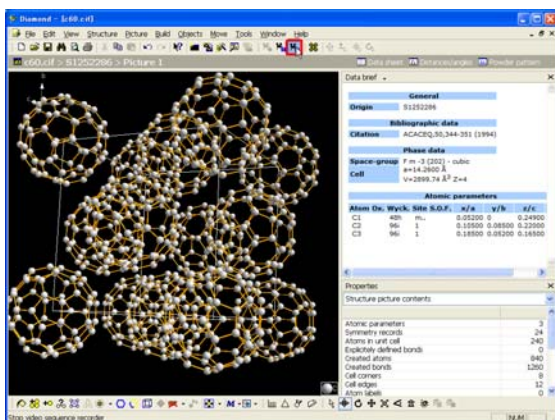 Diamond - [c60.cif]
File Edit View Structure Picture Build Objects Move Tools Window Help
c60.cif > S1252286 > Picture 1
Data sheet Distances/angles Powder pattern
Data brief
General
Origin S1252286
Bibliographic data
Citation ACACEQ,50,344-351 (1994)
Phase data
Space-group F m -3 (202) - cubic
Cell a=14.2600 Å
V=2899.74 Å³ Z=4
Atomic parameters
Atom Ox. Wyck. Site S.O.F. x/a y/b z/c
C1 48h m.. 0.05200 0 0.24900
C2 96i 1 0.10500 0.08500 0.22000
C3 96i 1 0.18500 0.05200 0.16500
Properties
Structure picture contents
Atomic parameters 3
Symmetry records 24
Atoms in unit cell 240
Explicitely defined bonds 0
Created atoms 840
Created bonds 1260
Cell corners 8
Cell edges 12
Atom labels 0
Stop video sequence recorder
NUM